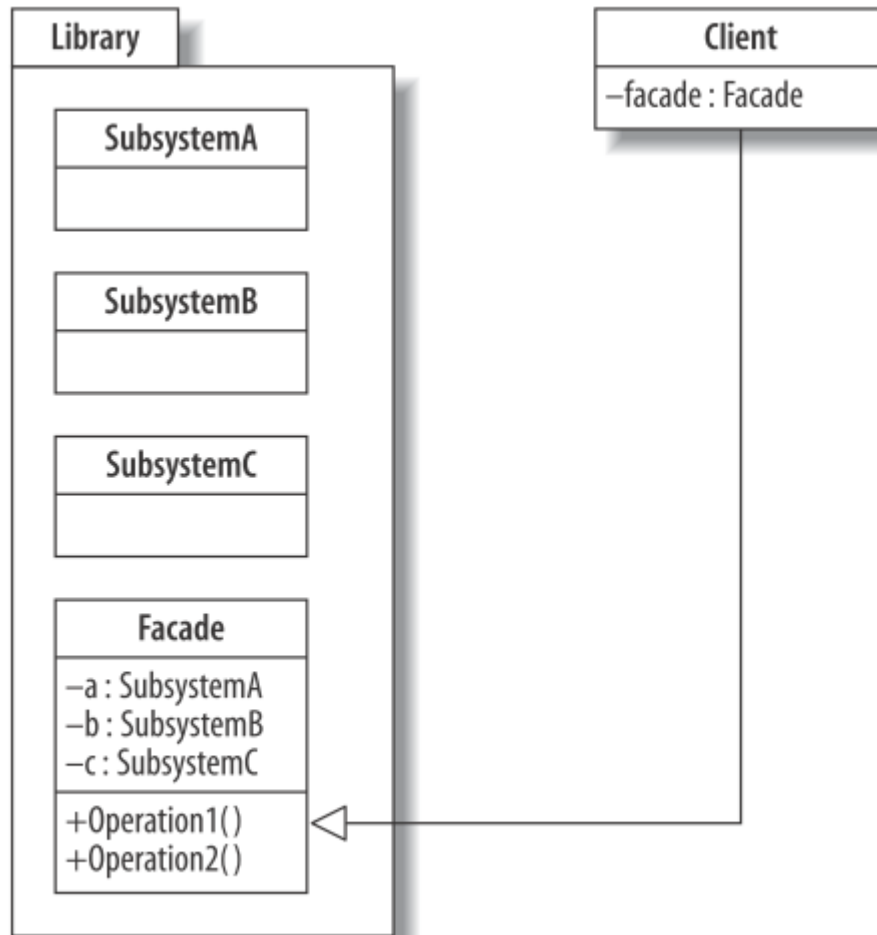 Library
SubsystemA
SubsystemB
SubsystemC
Facade
–a : SubsystemA
–b : SubsystemB
–c : SubsystemC
+Operation1()
+Operation2()
Client
–facade : Facade